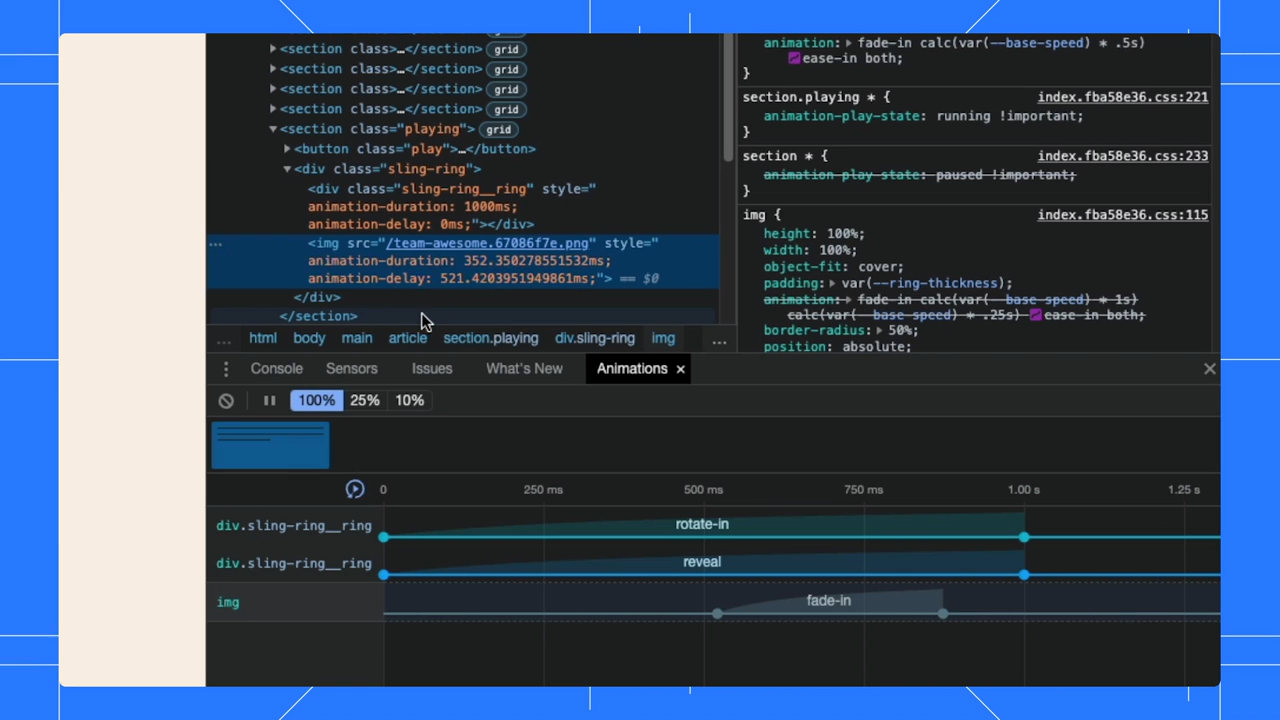 ▶<section class>…</section> grid
▶<section class>…</section> grid
▶<section class>…</section> grid
▶<section class>…</section> grid
▼<section class="playing"> grid
▶<button class="play">…</button>
▼<div class="sling-ring">
<div class="sling-ring__ring" style="
animation-duration: 1000ms;
animation-delay: 0ms;"></div>
… <img src="/team-awesome.67086f7e.png" style="
animation-duration: 352.350278551532ms;
animation-delay: 521.4203951949861ms;"> == $0
</div>
</section>
… html body main article section.playing div.sling-ring img …
animation:▶ fade-in calc(var(--base-speed) * .5s)
ease-in both;
}
section.playing * { index.fba58e36.css:221
animation-play-state: running !important;
}
section * { index.fba58e36.css:233
animation-play-state: paused !important;
}
img { index.fba58e36.css:115
height: 100%;
width: 100%;
object-fit: cover;
padding:▶ var(--ring-thickness);
animation:▶ fade-in calc(var(--base-speed) * 1s)
calc(var(--base-speed) * .25s) ease-in both;
border-radius:▶ 50%;
position: absolute;
Console Sensors Issues What's New Animations ×
100% 25% 10%
0 250 ms 500 ms 750 ms 1.00 s 1.25 s
div.sling-ring__ring rotate-in
div.sling-ring__ring reveal
img fade-in